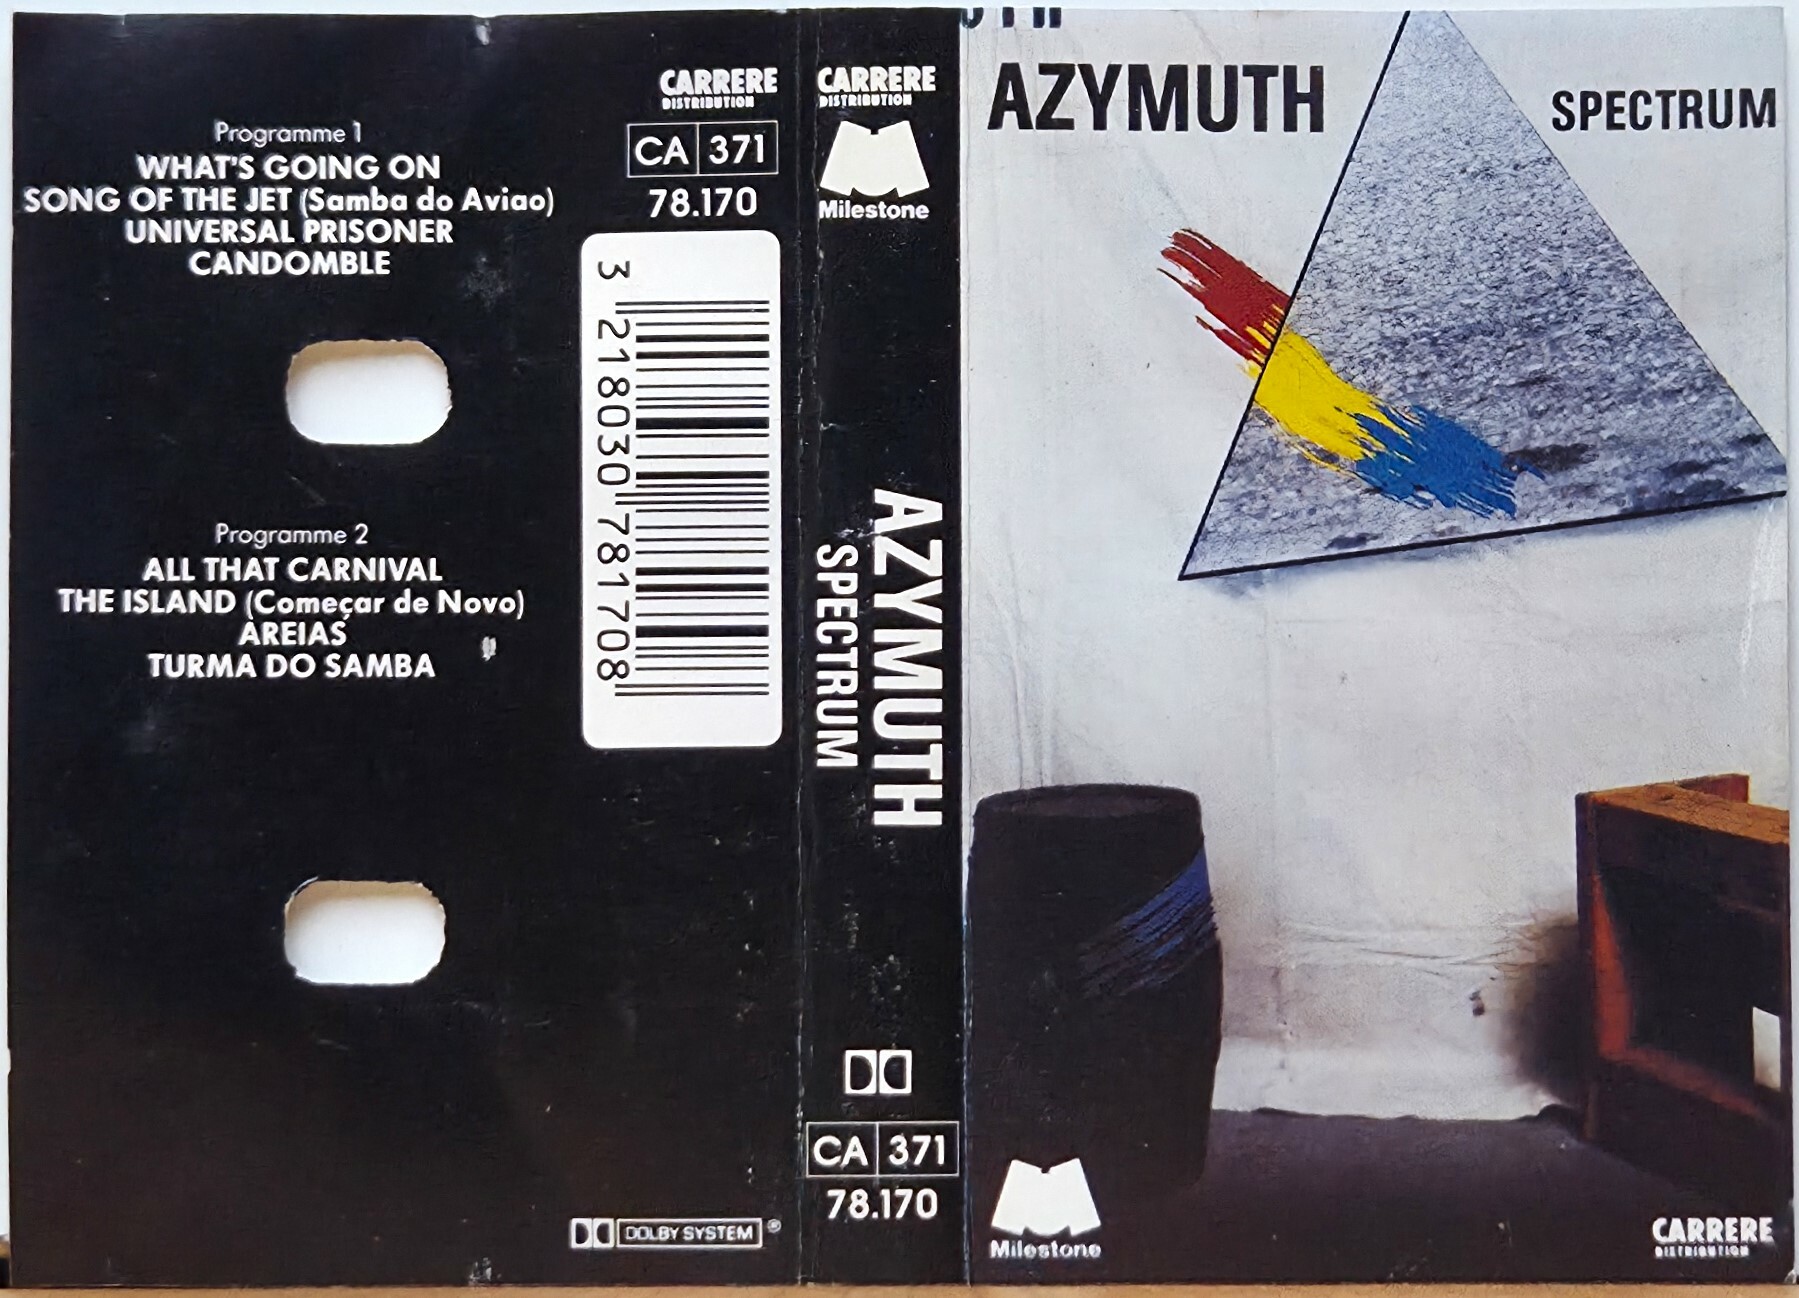 Programme 1
WHAT'S GOING ON
SONG OF THE JET (Samba do Aviao)
UNIVERSAL PRISONER
CANDOMBLE
Programme 2
ALL THAT CARNIVAL
THE ISLAND (Começar de Novo)
AREIAS
TURMA DO SAMBA
CARRERE
DISTRIBUTION
CA 371
78.170
3 218030 781708
DOLBY SYSTEM ®
CARRERE
DISTRIBUTION
Milestone
AZYMUTH
SPECTRUM
CA 371
78.170
AZYMUTH
SPECTRUM
Milestone
CARRERE
DISTRIBUTION